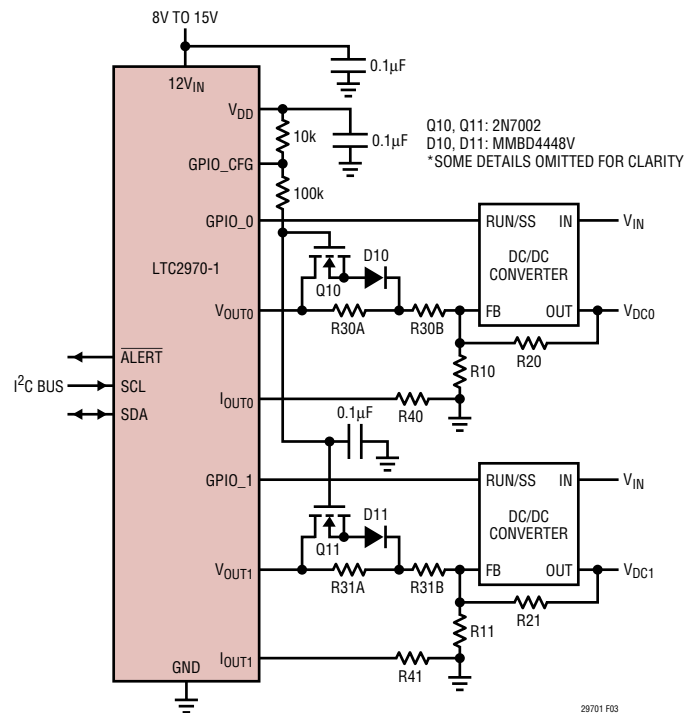 8V TO 15V
0.1µF
12VIN
VDD
10k
0.1µF
Q10, Q11: 2N7002
D10, D11: MMBD4448V
*SOME DETAILS OMITTED FOR CLARITY
GPIO_CFG
100k
GPIO_0
RUN/SS
IN
VIN
LTC2970-1
D10
DC/DC
CONVERTER
Q10
VOUT0
FB
OUT
VDC0
R30A
R30B
R20
ALERT
R10
I2C BUS
SCL
IOUT0
R40
SDA
0.1µF
GPIO_1
RUN/SS
IN
VIN
D11
DC/DC
CONVERTER
Q11
VOUT1
FB
OUT
VDC1
R31A
R31B
R21
R11
GND
IOUT1
R41
29701 F03